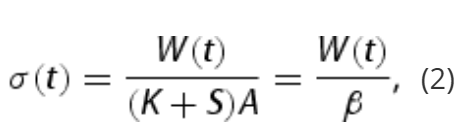 σ(t) = W(t) / (K + S)A = W(t) / β, (2)